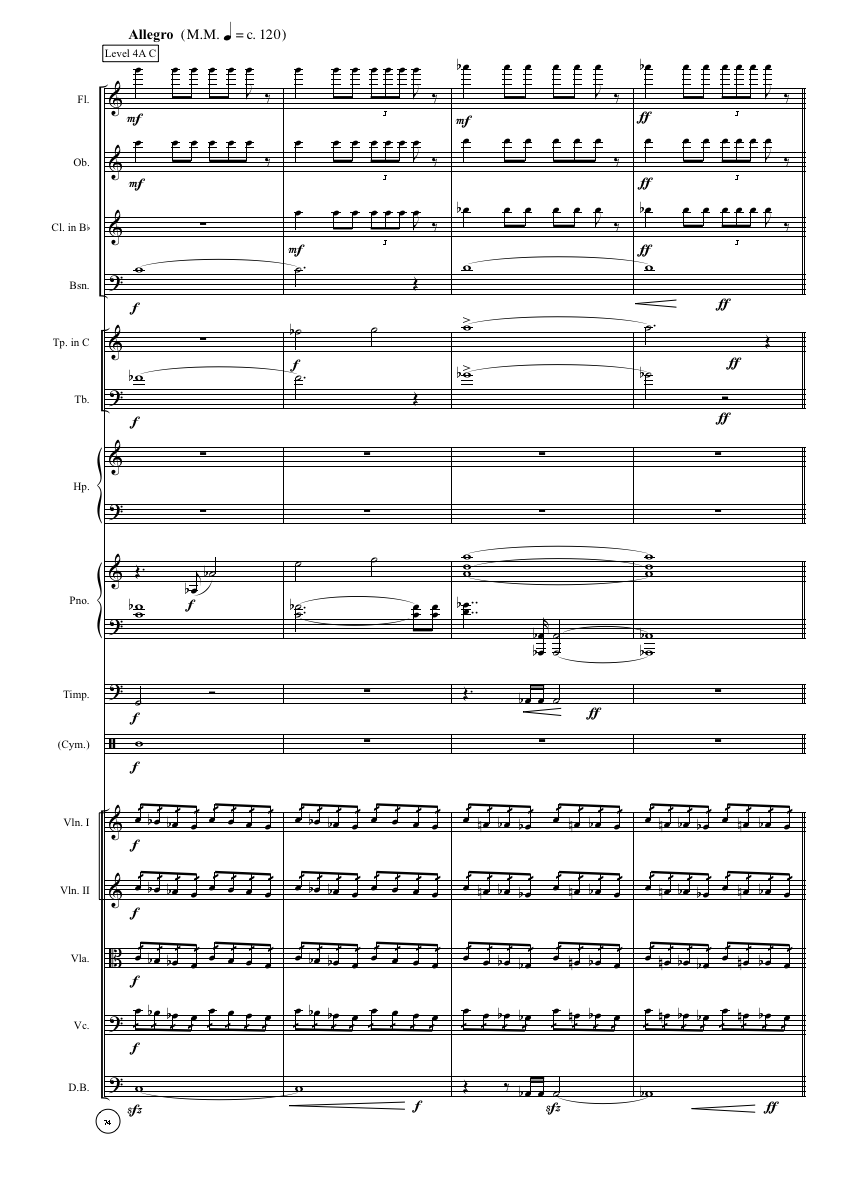 Allegro (M.M. ♩ = c. 120)
Level 4A C
Fl.
mf
3
mf
ff
3
Ob.
mf
3
ff
3
Cl. in B♭
mf
3
ff
3
Bsn.
f
ff
Tp. in C
f
ff
Tb.
f
ff
Hp.
Pno.
f
Timp.
f
ff
(Cym.)
f
Vln. I
f
Vln. II
f
Vla.
f
Vc.
f
D.B.
sfz
f
sfz
ff
74